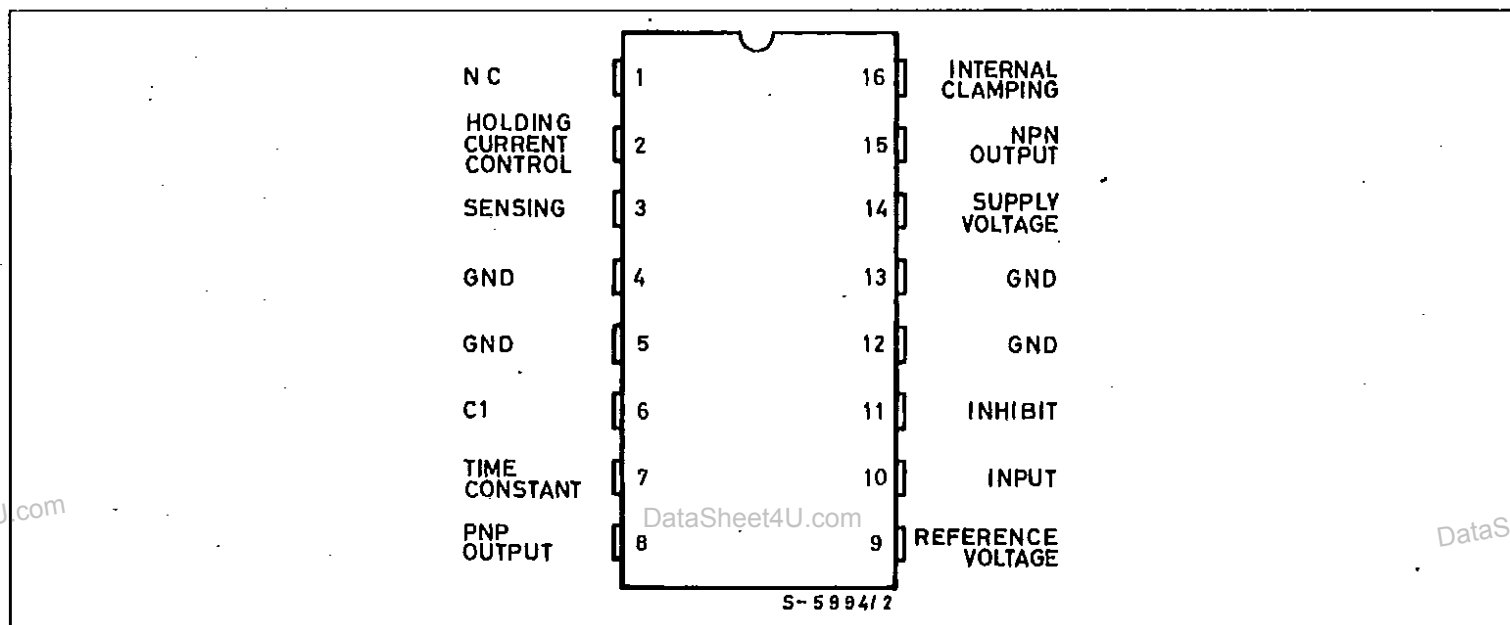 NC 1 16 INTERNAL
CLAMPING
HOLDING
CURRENT
CONTROL 2 15 NPN
OUTPUT
SENSING 3 14 SUPPLY
VOLTAGE
GND 4 13 GND
GND 5 12 GND
C1 6 11 INHIBIT
TIME
CONSTANT 7 10 INPUT
U.com
DataSheet4U.com
DataS
PNP
OUTPUT 8 9 REFERENCE
VOLTAGE
S-5994/2